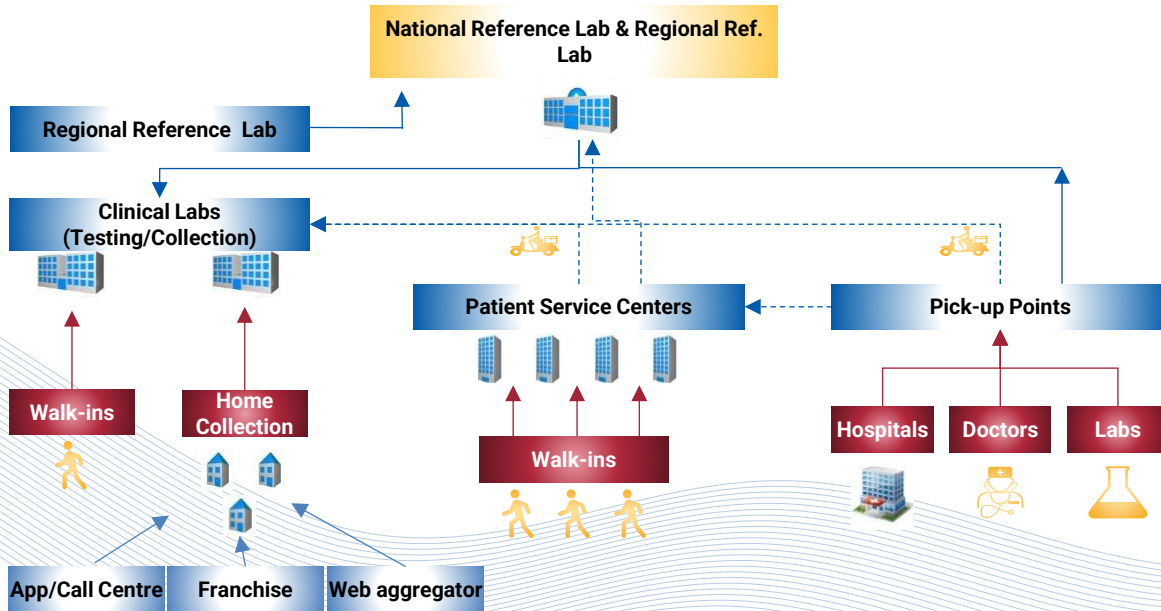 National Reference Lab & Regional Ref.
Lab
Regional Reference Lab
Clinical Labs
(Testing/Collection)
Patient Service Centers
Pick-up Points
Walk-ins
Home
Collection
Hospitals
Doctors
Labs
Walk-ins
App/Call Centre
Franchise
Web aggregator